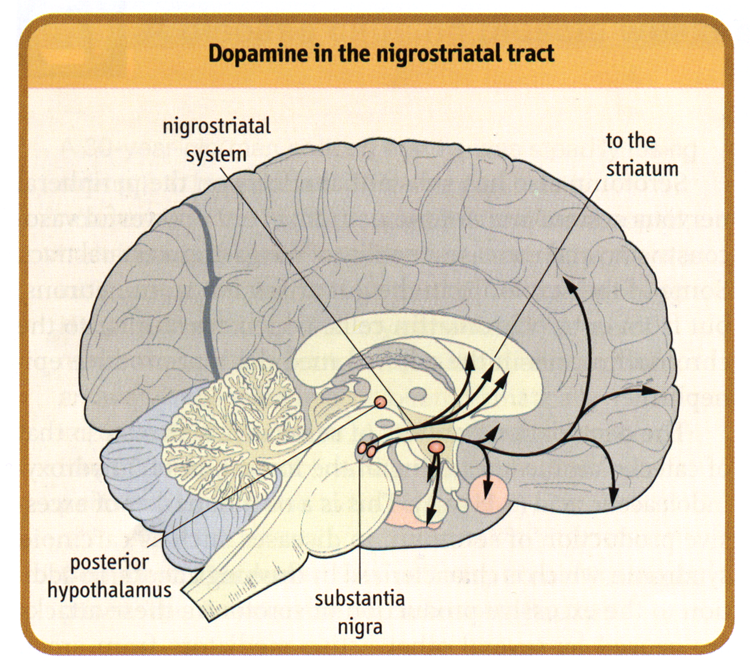 Dopamine in the nigrostriatal tract
nigrostriatal
system
to the
striatum
posterior
hypothalamus
substantia
nigra